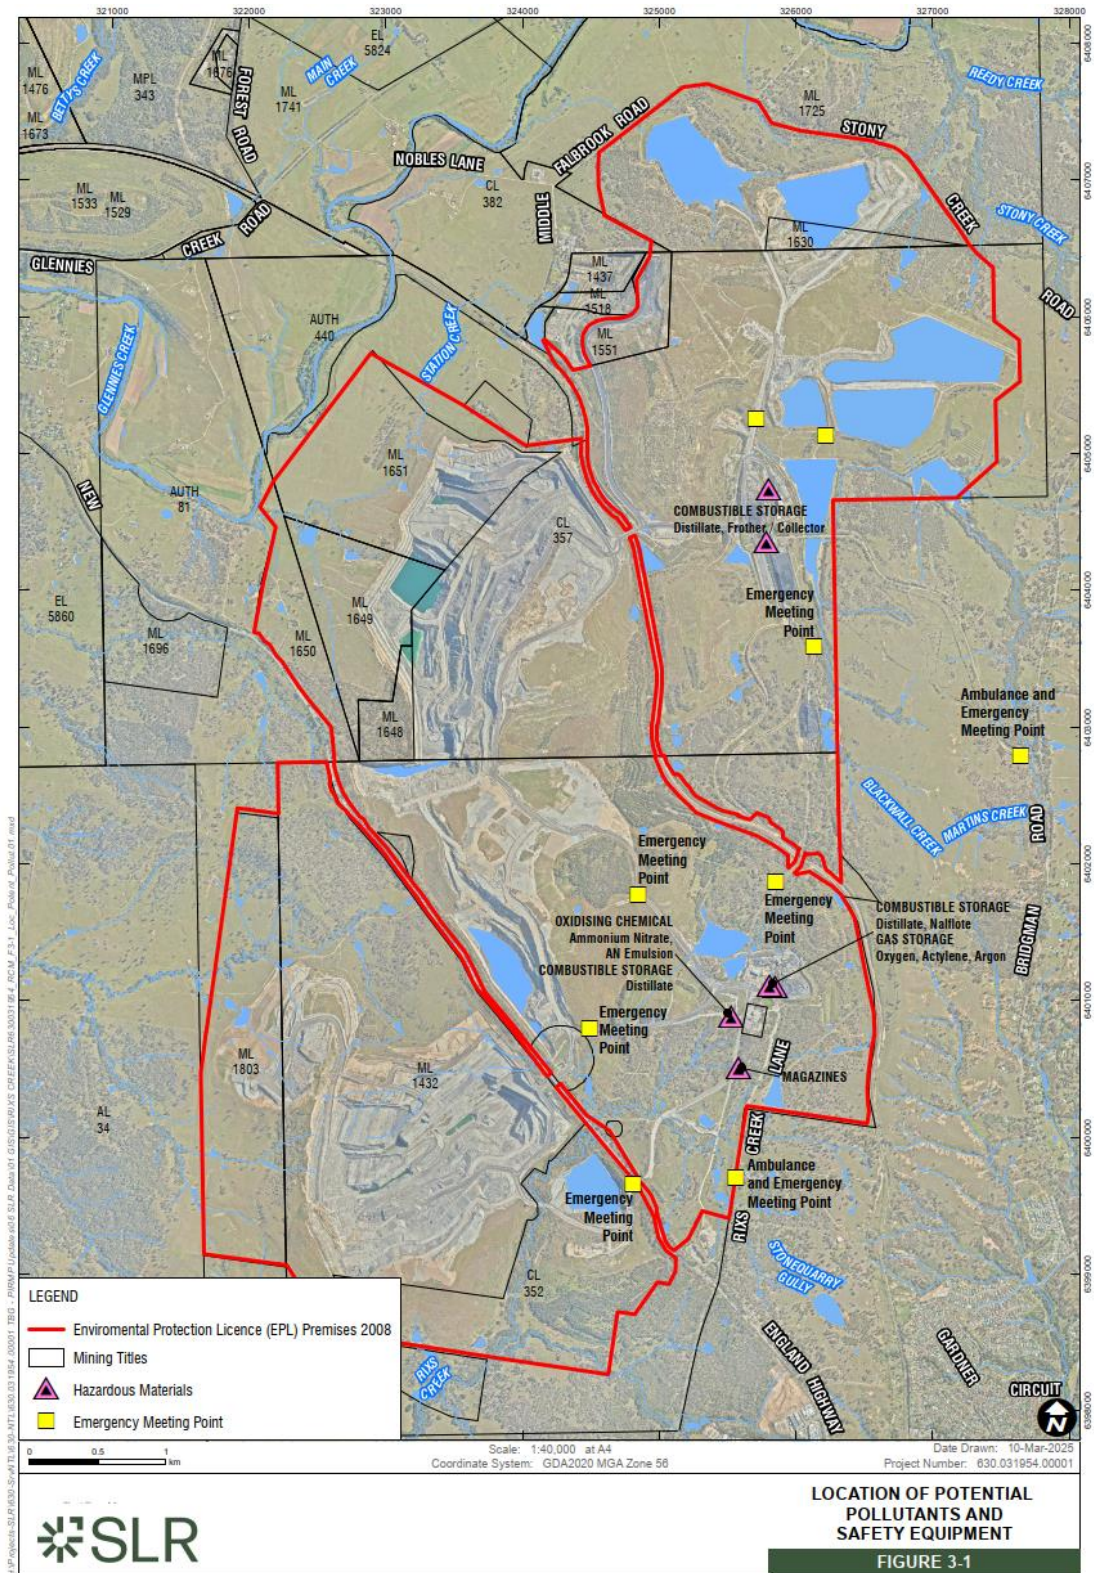 321000
322000
323000
324000
325000
326000
327000
328000
6408000
6407000
6406000
6405000
6404000
6403000
6402000
6401000
6400000
6399000
6398000
ML
1476
BETTYS CREEK
ML
1673
MPL
343
ML
1676
FOREST ROAD
ML
1741
MAIN
CREEK
EL
5824
NOBLES LANE
FALBROOK ROAD
MIDDLE
CL
382
ML
1725
STONY
CREEK
ROAD
REEDY CREEK
STONY CREEK
ML
1533
ML
1529
GLENNIES
CREEK
ROAD
ML
1630
ML
1437
ML
1518
ML
1551
AUTH
440
STATION CREEK
GLENNIES CREEK
NEW
AUTH
81
ML
1651
CL
357
COMBUSTIBLE STORAGE
Distillate, Frother / Collector
Emergency
Meeting
Point
EL
5860
ML
1696
ML
1650
ML
1649
ML
1648
Ambulance and
Emergency
Meeting Point
BLACKWALL CREEK
MARTINS CREEK
ROAD
BRIDGMAN
Emergency
Meeting
Point
Emergency
Meeting
Point
COMBUSTIBLE STORAGE
Distillate, Nalflote
GAS STORAGE
Oxygen, Actylene, Argon
OXIDISING CHEMICAL
Ammonium Nitrate,
AN Emulsion
COMBUSTIBLE STORAGE
Distillate
Emergency
Meeting
Point
MAGAZINES
LANE
CREEK
RIXS
ML
1803
ML
1432
AL
34
Ambulance
and Emergency
Meeting Point
Emergency
Meeting
Point
STONEQUARRY
GULLY
CL
352
RIXS
CREEK
ENGLAND HIGHWAY
GARDNER
CIRCUIT
N
LEGEND
Enviromental Protection Licence (EPL) Premises 2008
Mining Titles
Hazardous Materials
Emergency Meeting Point
0 0.5 1
km
Scale: 1:40,000 at A4
Coordinate System: GDA2020 MGA Zone 56
Date Drawn: 10-Mar-2025
Project Number: 630.031954.00001
SLR
LOCATION OF POTENTIAL
POLLUTANTS AND
SAFETY EQUIPMENT
FIGURE 3-1